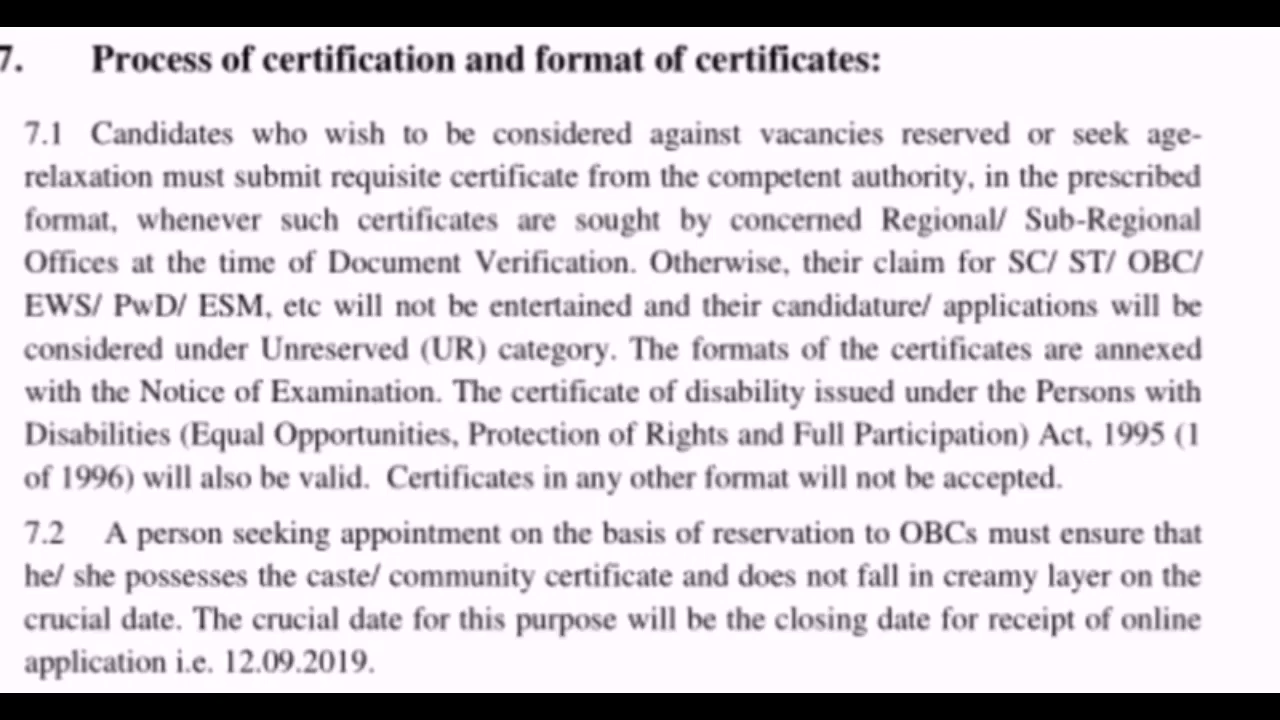 7. Process of certification and format of certificates:
7.1 Candidates who wish to be considered against vacancies reserved or seek age-
relaxation must submit requisite certificate from the competent authority, in the prescribed
format, whenever such certificates are sought by concerned Regional/ Sub-Regional
Offices at the time of Document Verification. Otherwise, their claim for SC/ ST/ OBC/
EWS/ PwD/ ESM, etc will not be entertained and their candidature/ applications will be
considered under Unreserved (UR) category. The formats of the certificates are annexed
with the Notice of Examination. The certificate of disability issued under the Persons with
Disabilities (Equal Opportunities, Protection of Rights and Full Participation) Act, 1995 (1
of 1996) will also be valid. Certificates in any other format will not be accepted.
7.2 A person seeking appointment on the basis of reservation to OBCs must ensure that
he/ she possesses the caste/ community certificate and does not fall in creamy layer on the
crucial date. The crucial date for this purpose will be the closing date for receipt of online
application i.e. 12.09.2019.